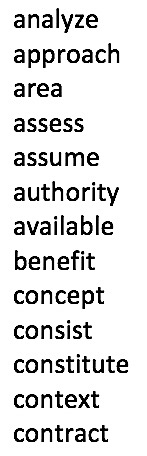 analyze
approach
area
assess
assume
authority
available
benefit
concept
consist
constitute
context
contract